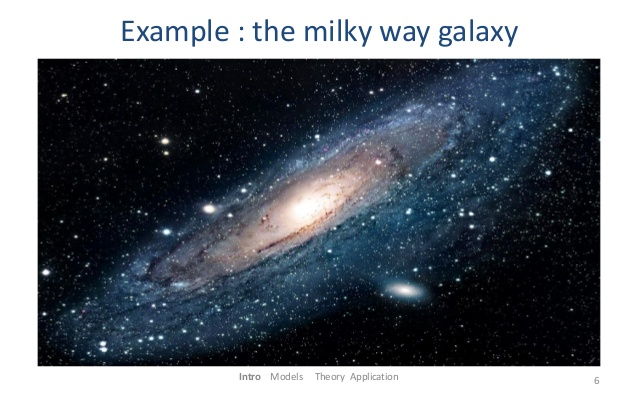 Example : the milky way galaxy
Intro Models Theory Application
6